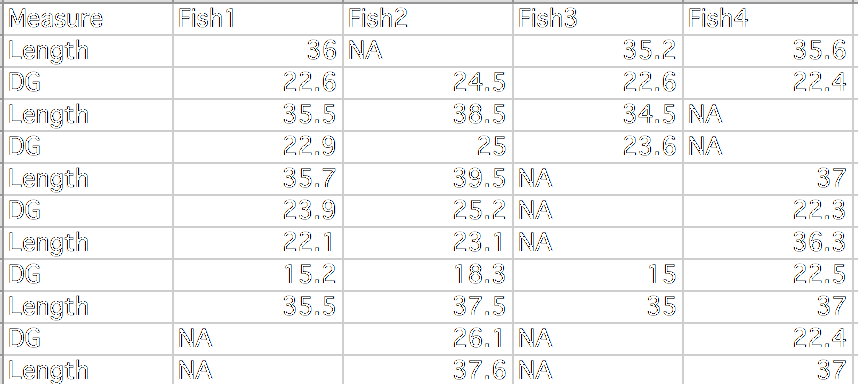 Measure Fish1 Fish2 Fish3 Fish4
Length 36 NA 35.2 35.6
DG 22.6 24.5 22.6 22.4
Length 35.5 38.5 34.5 NA
DG 22.9 25 23.6 NA
Length 35.7 39.5 NA 37
DG 23.9 25.2 NA 22.3
Length 22.1 23.1 NA 36.3
DG 15.2 18.3 15 22.5
Length 35.5 37.5 35 37
DG NA 26.1 NA 22.4
Length NA 37.6 NA 37